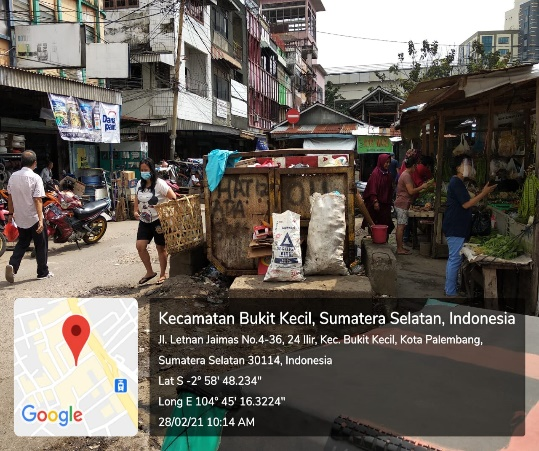 Kecamatan Bukit Kecil, Sumatera Selatan, Indonesia
Jl. Letnan Jaimas No.4-36, 24 Ilir, Kec. Bukit Kecil, Kota Palembang,
Sumatera Selatan 30114, Indonesia
Lat S -2° 58' 48.234"
Long E 104° 45' 16.3224"
28/02/21 10:14 AM
Google